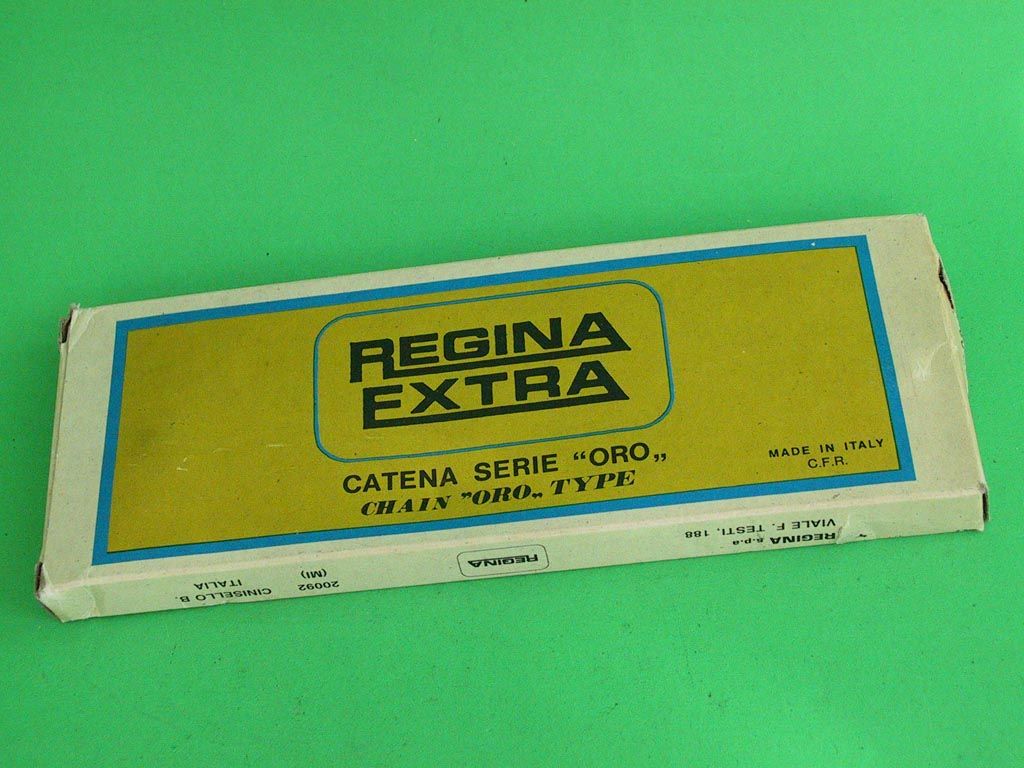 REGINA
EXTRA
CATENA SERIE “ORO„
CHAIN ”ORO„ TYPE
MADE IN ITALY
C.F.R.
REGINA s.p.a
VIALE F. TESTI, 188
REGINA
20092 CINISELLO B.
(MI) ITALIA